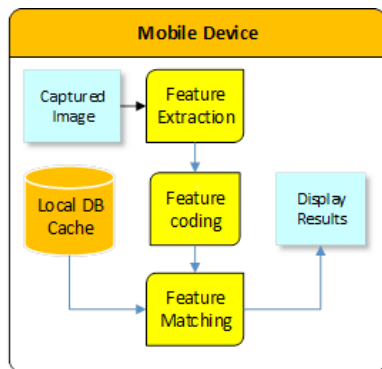 Mobile Device
Captured
Image
Feature
Extraction
Local DB
Cache
Feature
coding
Display
Results
Feature
Matching